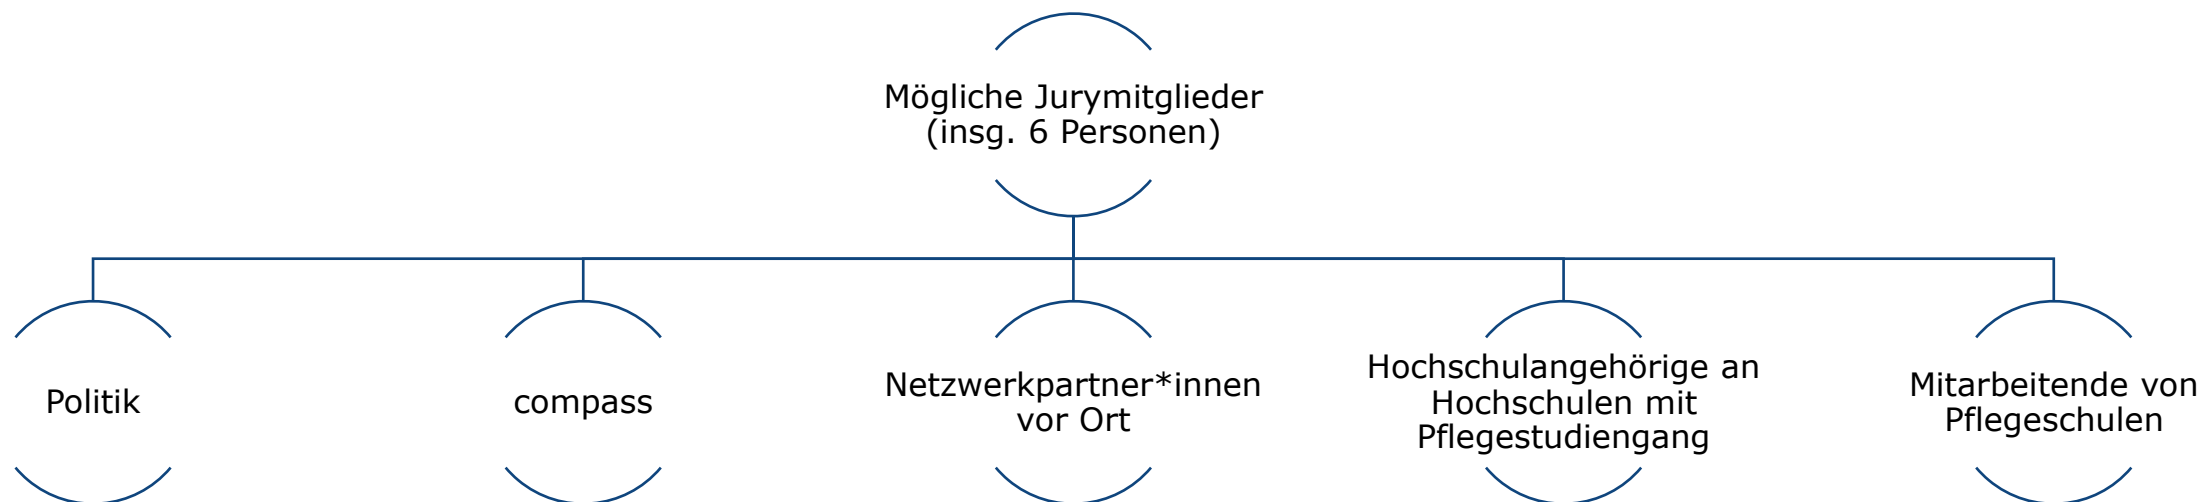 Mögliche Jurymitglieder
(insg. 6 Personen)
Politik
compass
Netzwerkpartner*innen
vor Ort
Hochschulangehörige an
Hochschulen mit
Pflegestudiengang
Mitarbeitende von
Pflegeschulen